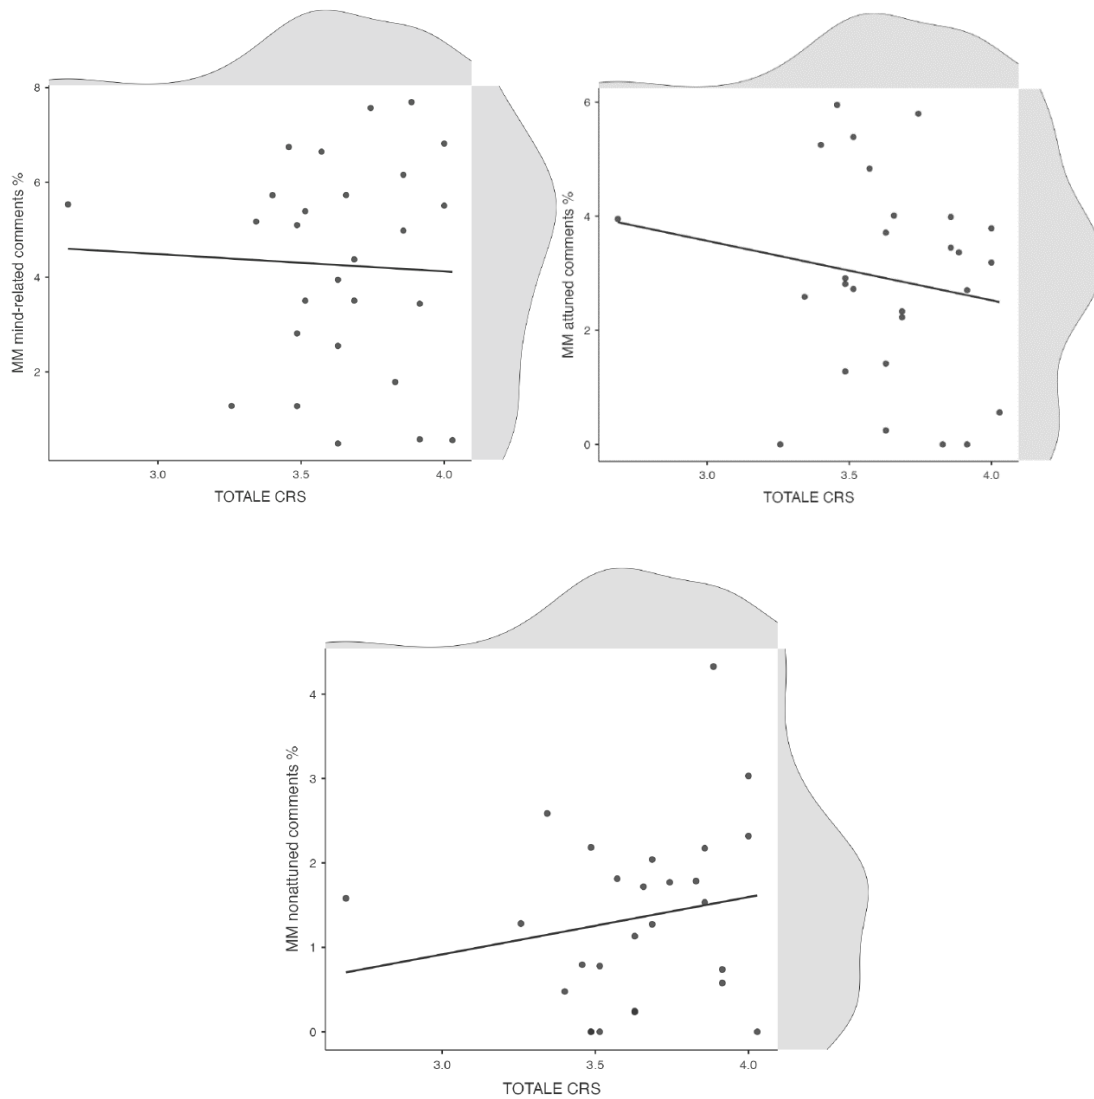 8
6
4
2
MM mind-related comments %
3.0 3.5 4.0
TOTALE CRS
6
4
2
0
MM attuned comments %
3.0 3.5 4.0
TOTALE CRS
4
3
2
1
0
MM nonattuned comments %
3.0 3.5 4.0
TOTALE CRS